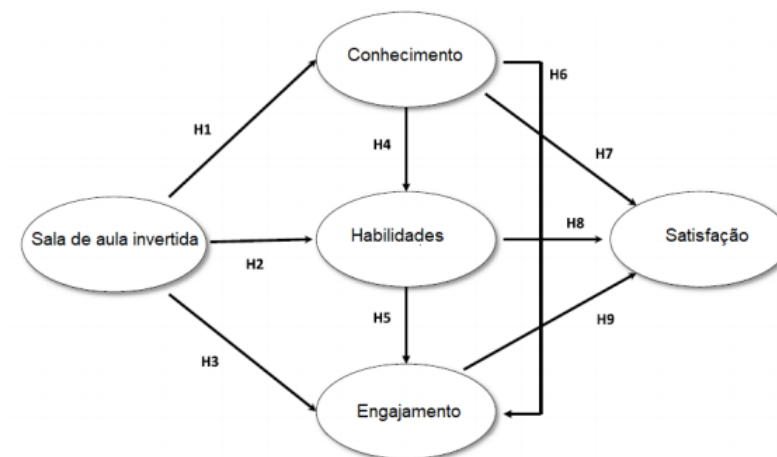 Conhecimento
H6
H1
H4
H7
Sala de aula invertida
Habilidades
H8
Satisfação
H2
H5
H3
H9
Engajamento